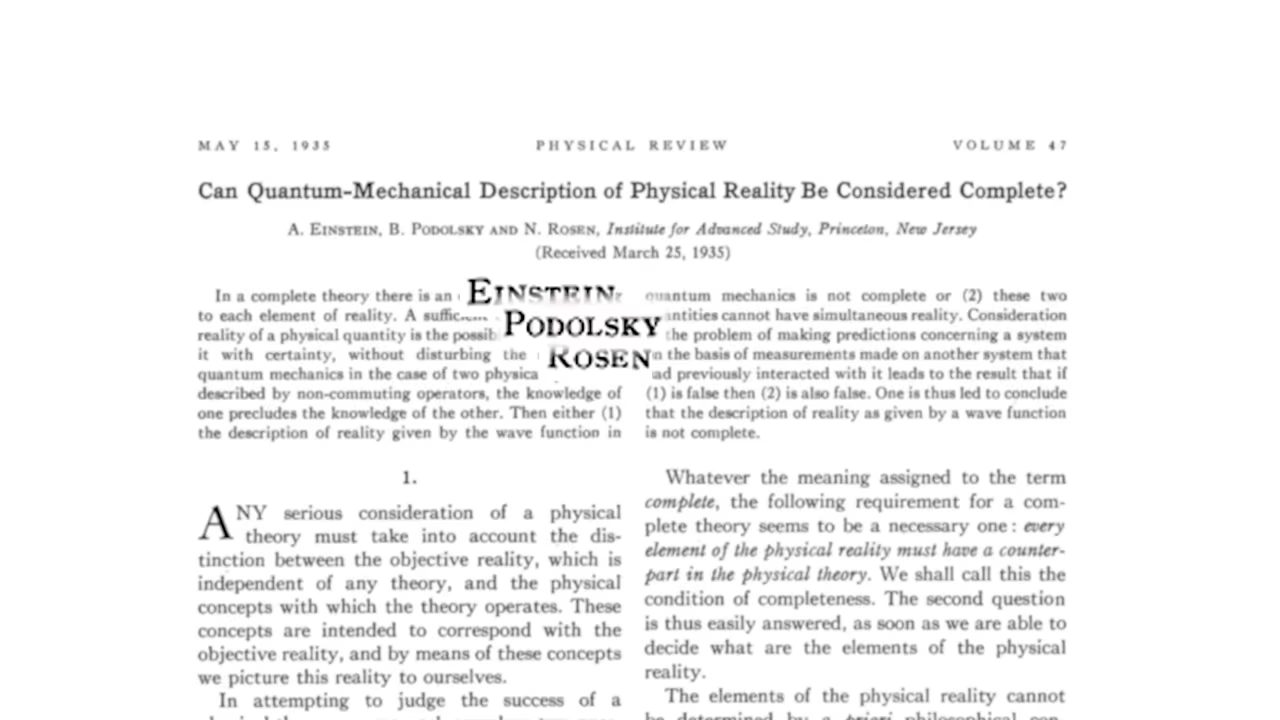 MAY 15, 1935 PHYSICAL REVIEW VOLUME 47
Can Quantum-Mechanical Description of Physical Reality Be Considered Complete?
A. EINSTEIN, B. PODOLSKY AND N. ROSEN, Institute for Advanced Study, Princeton, New Jersey
(Received March 25, 1935)
EINSTEIN,
PODOLSKY
ROSEN
In a complete theory there is an
to each element of reality. A
reality of a physical quantity is the
it with certainty, without disturbing the
quantum mechanics in the case of two
described by non-commuting operators, the knowledge of
one precludes the knowledge of the other. Then either (1)
the description of reality given by the wave function in
quantum mechanics is not complete or (2) these two
cannot have simultaneous reality. Consideration
the problem of making predictions concerning a system
the basis of measurements made on another system that
previously interacted with it leads to the result that if
(1) is false then (2) is also false. One is thus led to conclude
that the description of reality as given by a wave function
is not complete.
1.
ANY serious consideration of a physical
theory must take into account the dis-
tinction between the objective reality, which is
independent of any theory, and the physical
concepts with which the theory operates. These
concepts are intended to correspond with the
objective reality, and by means of these concepts
we picture this reality to ourselves.
In attempting to judge the success of a
Whatever the meaning assigned to the term
complete, the following requirement for a com-
plete theory seems to be a necessary one: every
element of the physical reality must have a counter-
part in the physical theory. We shall call this the
condition of completeness. The second question
is thus easily answered, as soon as we are able to
decide what are the elements of the physical
reality.
The elements of the physical reality cannot
be determined by a priori philosophical con-